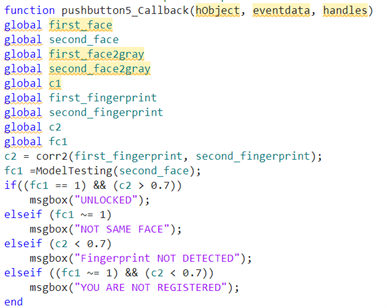 function pushbutton5_Callback(hObject, eventdata, handles)
global first_face
global second_face
global first_face2gray
global second_face2gray
global c1
global first_fingerprint
global second_fingerprint
global c2
global fc1
c2 = corr2(first_fingerprint, second_fingerprint);
fc1 =ModelTesting(second_face);
if((fc1 == 1) && (c2 > 0.7))
msgbox("UNLOCKED");
elseif (fc1 ~= 1)
msgbox("NOT SAME FACE");
elseif (c2 < 0.7)
msgbox("Fingerprint NOT DETECTED");
elseif ((fc1 ~= 1) && (c2 < 0.7))
msgbox("YOU ARE NOT REGISTERED");
end